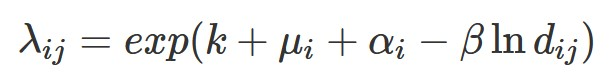 λij = exp(k + μi + αi − β ln dij)